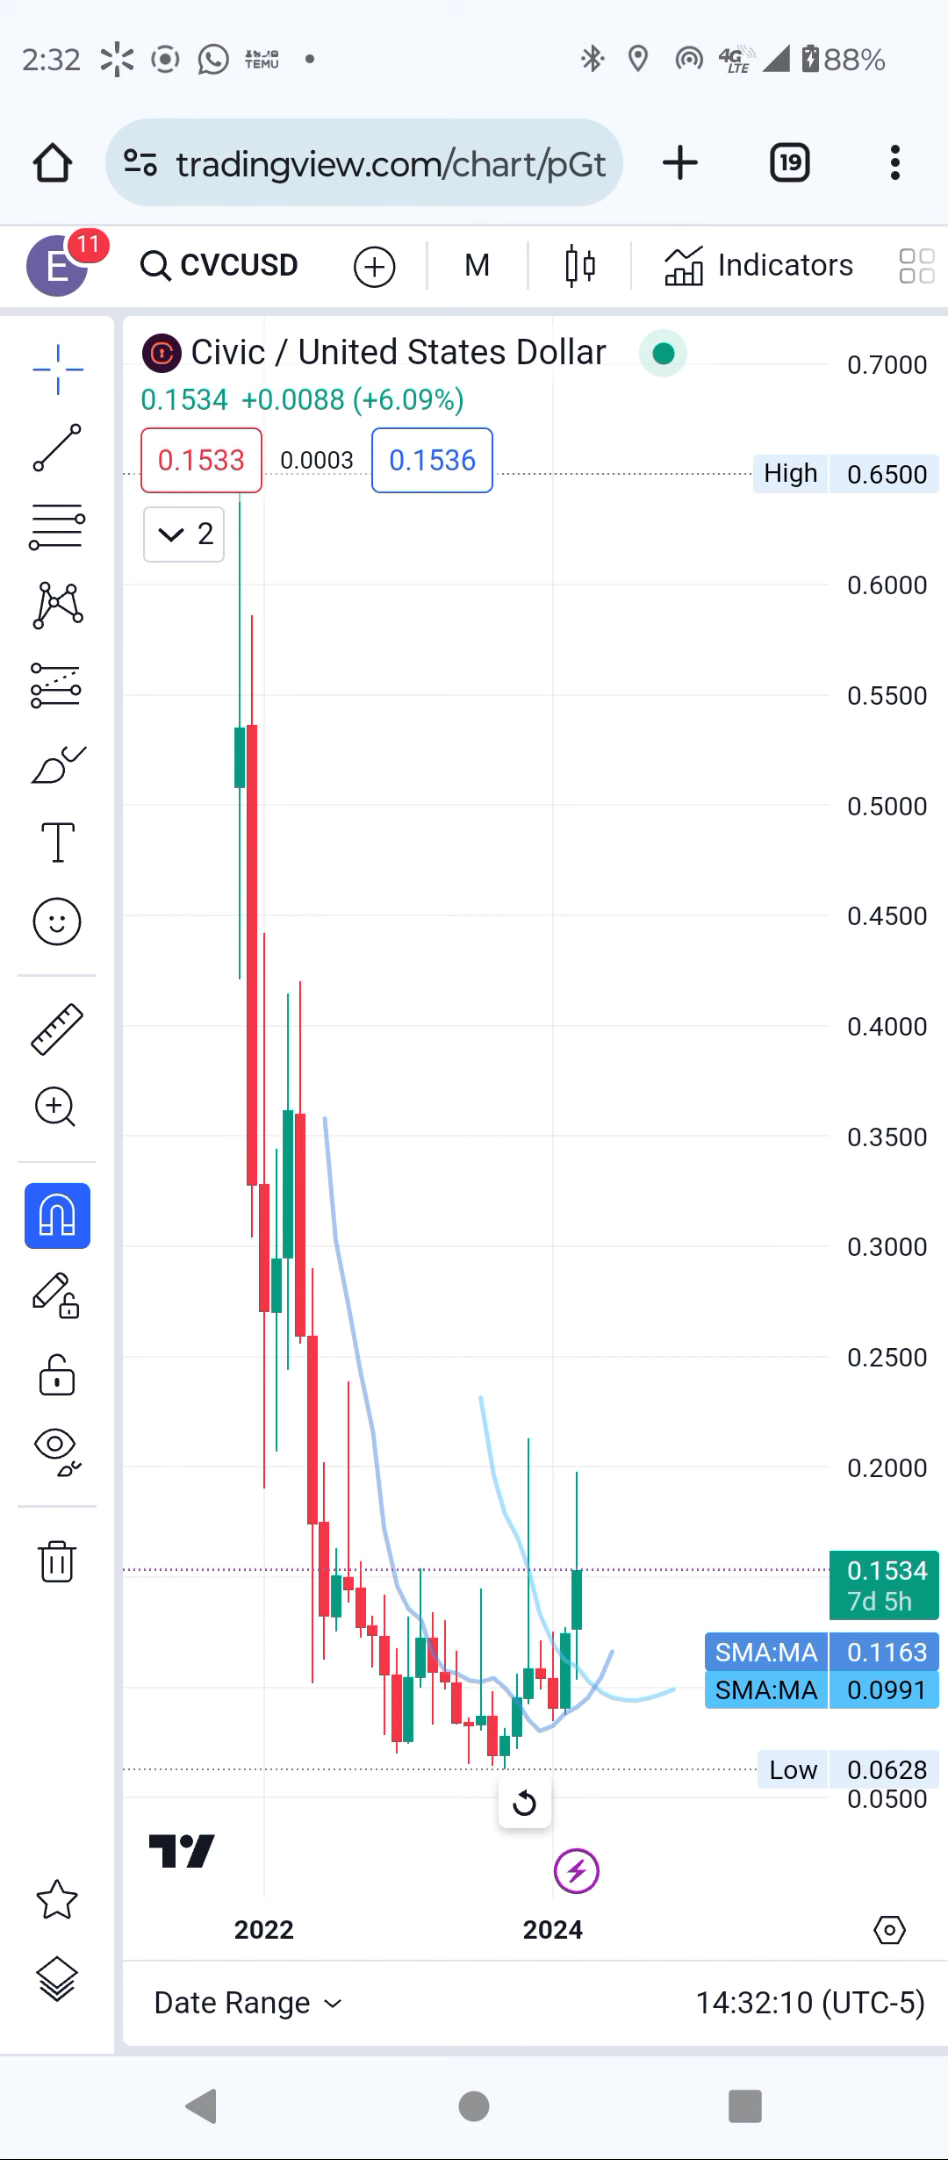 2:32
TEMU
4G
LTE
88%
tradingview.com/chart/pGt
19
E
11
CVCUSD
M
Indicators
Civic / United States Dollar
0.1534 +0.0088 (+6.09%)
0.1533
0.0003
0.1536
2
0.7000
High 0.6500
0.6000
0.5500
0.5000
0.4500
0.4000
0.3500
0.3000
0.2500
0.2000
0.1534
7d 5h
SMA:MA 0.1163
SMA:MA 0.0991
Low 0.0628
0.0500
2022
2024
Date Range
14:32:10 (UTC-5)